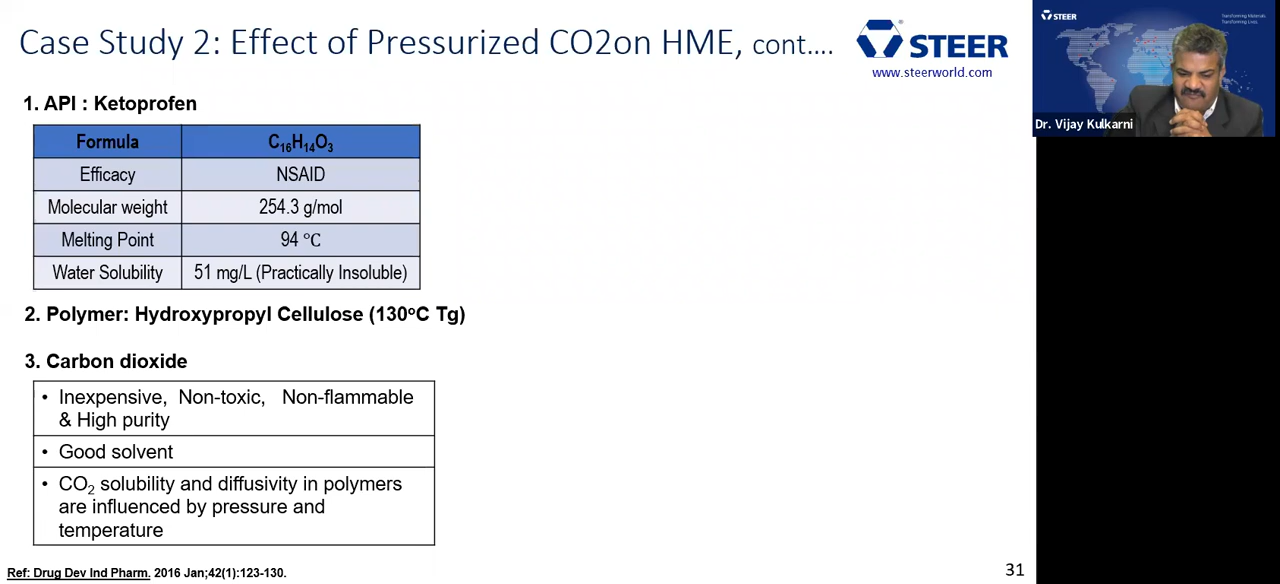 Case Study 2: Effect of Pressurized CO2on HME, cont....
STEER
www.steerworld.com
1. API : Ketoprofen
Formula C₁₆H₁₄O₃
Efficacy NSAID
Molecular weight 254.3 g/mol
Melting Point 94 °C
Water Solubility 51 mg/L (Practically Insoluble)
2. Polymer: Hydroxypropyl Cellulose (130°C Tg)
3. Carbon dioxide
• Inexpensive, Non-toxic, Non-flammable
& High purity
• Good solvent
• CO₂ solubility and diffusivity in polymers
are influenced by pressure and
temperature
Ref: Drug Dev Ind Pharm. 2016 Jan;42(1):123-130.
31
STEER
Transforming Materials
Transforming Lives
Dr. Vijay Kulkarni